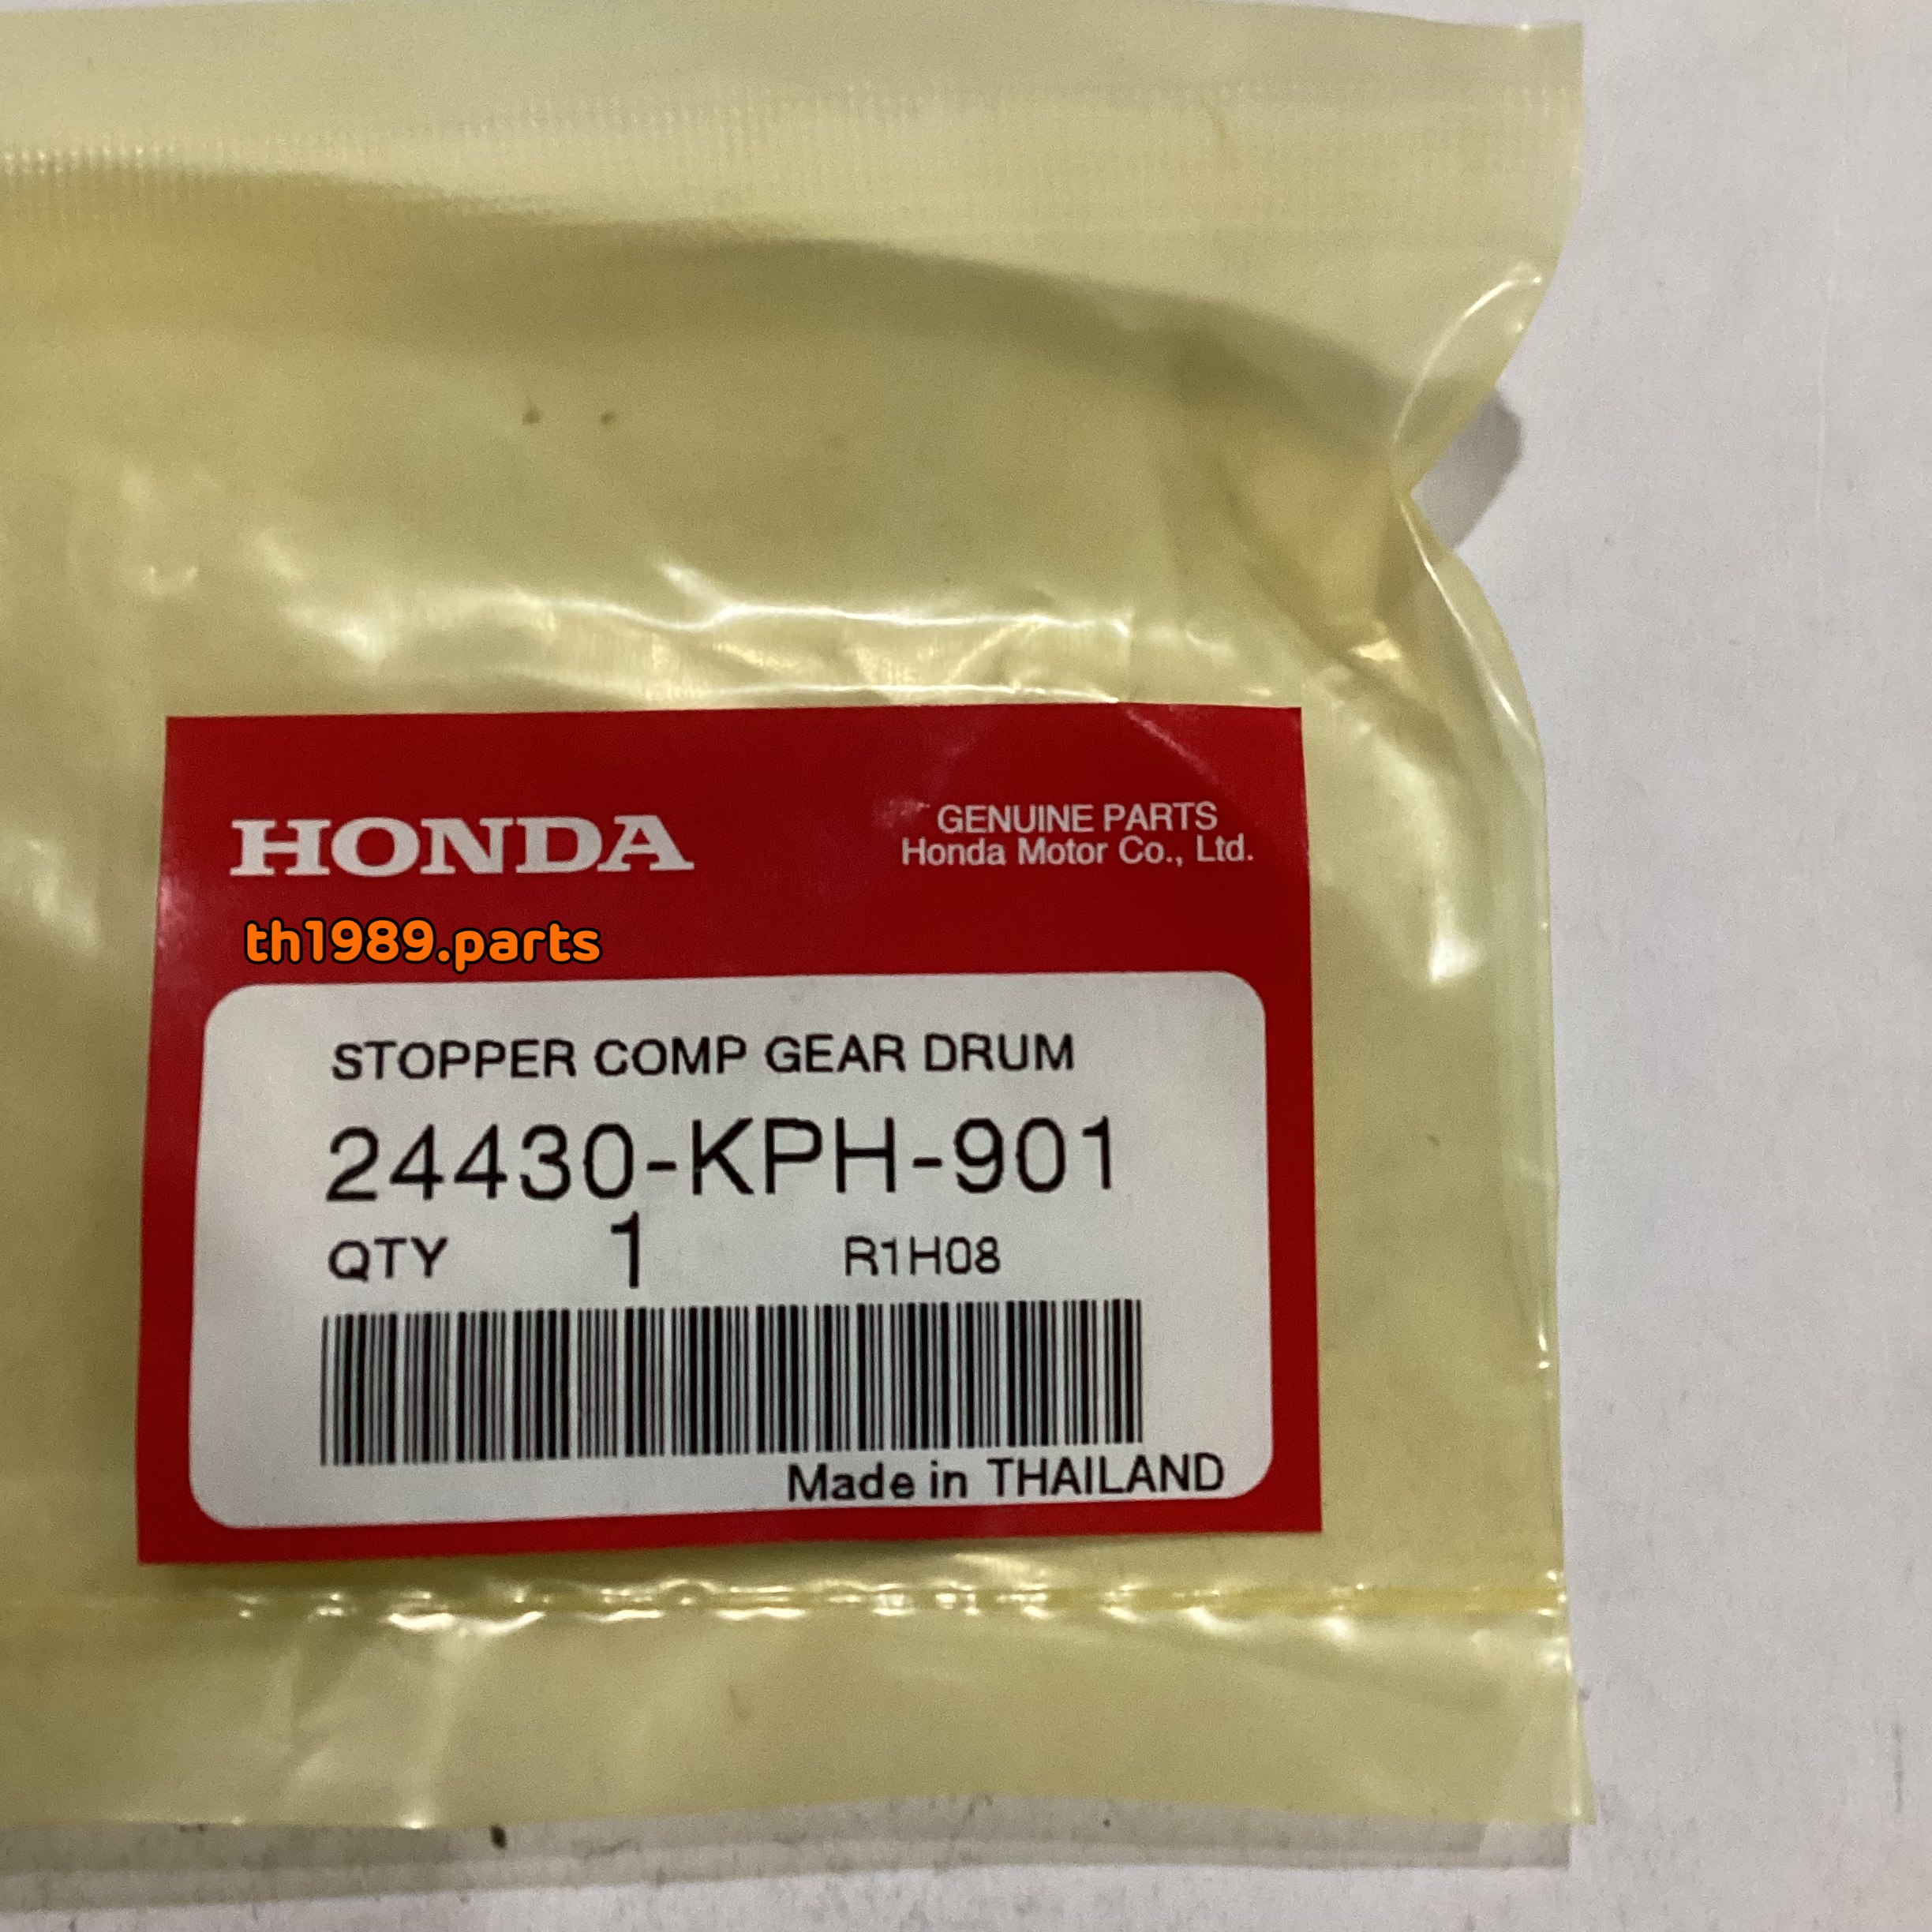 HONDA
GENUINE PARTS
Honda Motor Co., Ltd.
th1989.parts
STOPPER COMP GEAR DRUM
24430-KPH-901
QTY 1 R1H08
Made in THAILAND